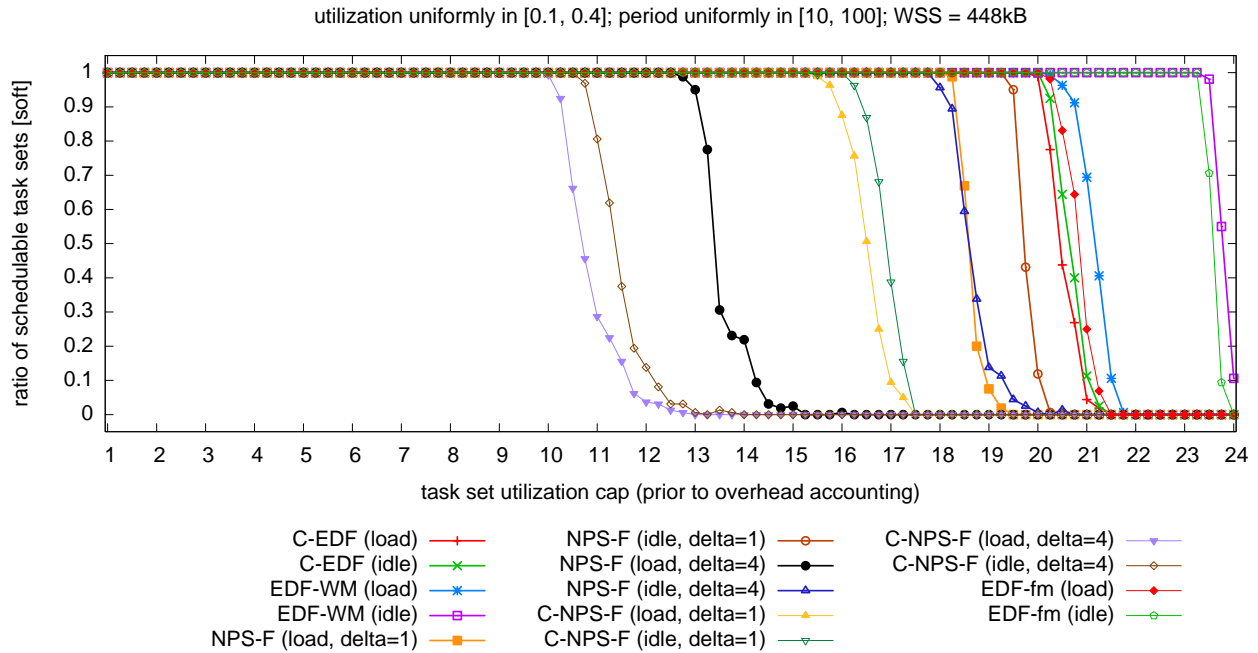 utilization uniformly in [0.1, 0.4]; period uniformly in [10, 100]; WSS = 448kB
ratio of schedulable task sets [soft]
1
0.9
0.8
0.7
0.6
0.5
0.4
0.3
0.2
0.1
0
1 2 3 4 5 6 7 8 9 10 11 12 13 14 15 16 17 18 19 20 21 22 23 24
task set utilization cap (prior to overhead accounting)
C-EDF (load)
C-EDF (idle)
EDF-WM (load)
EDF-WM (idle)
NPS-F (load, delta=1)
NPS-F (idle, delta=1)
NPS-F (load, delta=4)
NPS-F (idle, delta=4)
C-NPS-F (load, delta=1)
C-NPS-F (idle, delta=1)
C-NPS-F (load, delta=4)
C-NPS-F (idle, delta=4)
EDF-fm (load)
EDF-fm (idle)